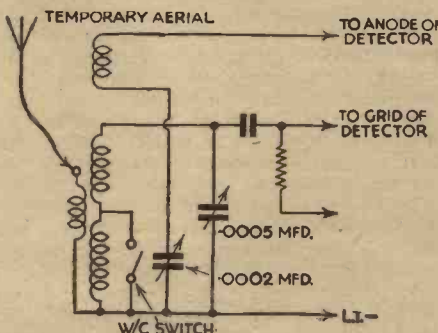 TEMPORARY AERIAL
TO ANODE OF
DETECTOR
TO GRID OF
DETECTOR
·0005 MFD.
·0002 MFD.
L.T.–
W/C SWITCH